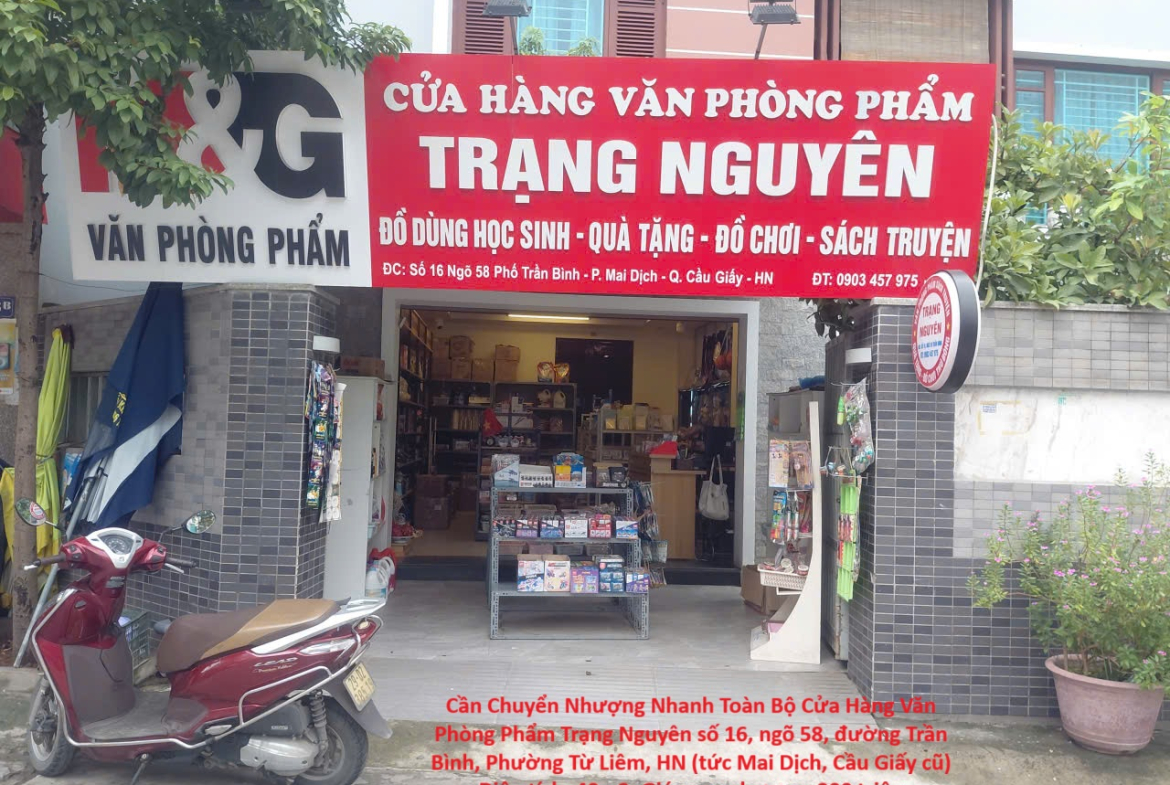 &G
VĂN PHÒNG PHẨM
CỬA HÀNG VĂN PHÒNG PHẨM
TRẠNG NGUYÊN
ĐỒ DÙNG HỌC SINH - QUÀ TẶNG - ĐỒ CHƠI - SÁCH TRUYỆN
ĐC: Số 16 Ngõ 58 Phố Trần Bình - P. Mai Dịch - Q. Cầu Giấy - HN ĐT: 0903 457 975
TRẠNG
NGUYÊN
LEAD
Cần Chuyển Nhượng Nhanh Toàn Bộ Cửa Hàng Văn
Phòng Phẩm Trạng Nguyên số 16, ngõ 58, đường Trần
Bình, Phường Từ Liêm, HN (tức Mai Dịch, Cầu Giấy cũ)